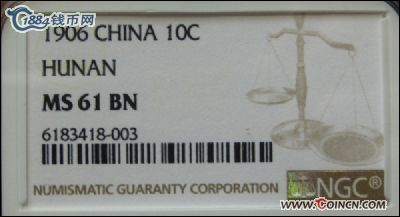 1884钱币网
1906 CHINA 10C
HUNAN
MS 61 BN
6183418-003
NUMISMATIC GUARANTY CORPORATION
NGC®
www.COINCN.com